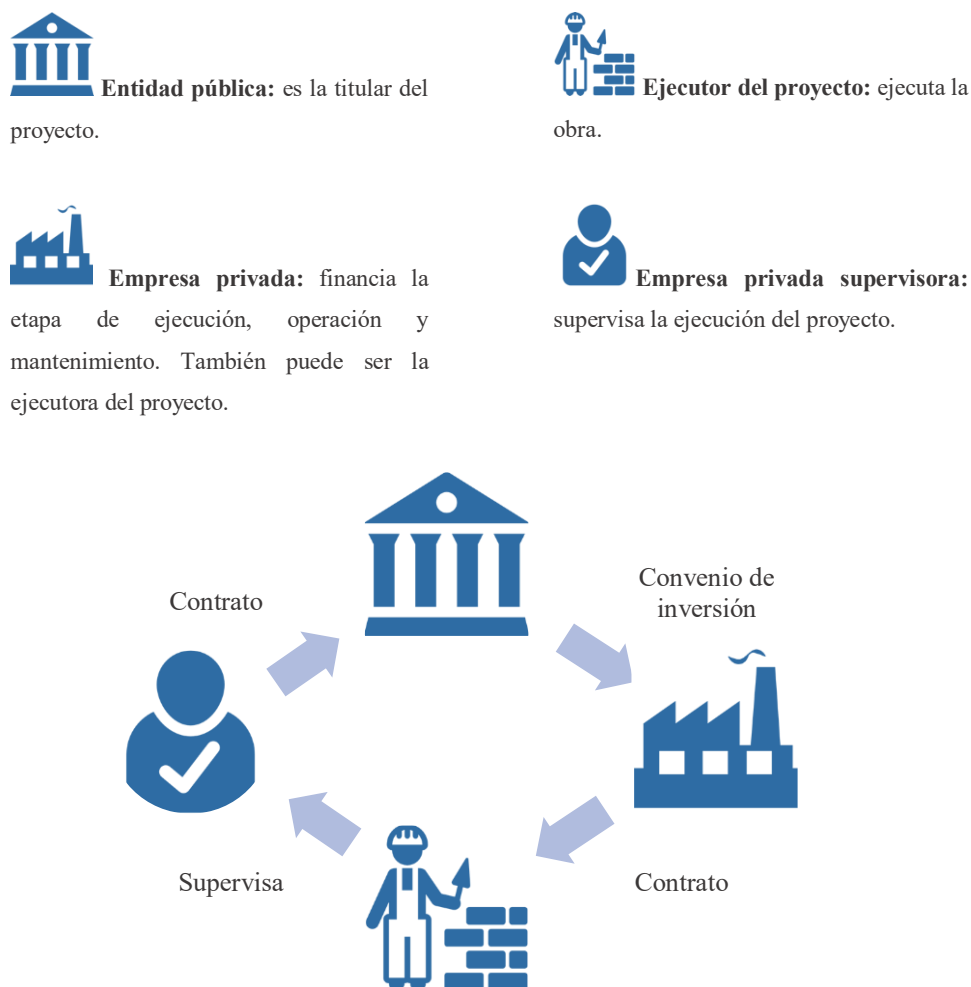 Entidad pública: es la titular del
proyecto.
Ejecutor del proyecto: ejecuta la
obra.
Empresa privada: financia la
etapa de ejecución, operación y
mantenimiento. También puede ser la
ejecutora del proyecto.
Empresa privada supervisora:
supervisa la ejecución del proyecto.
Contrato
Convenio de
inversión
Supervisa
Contrato